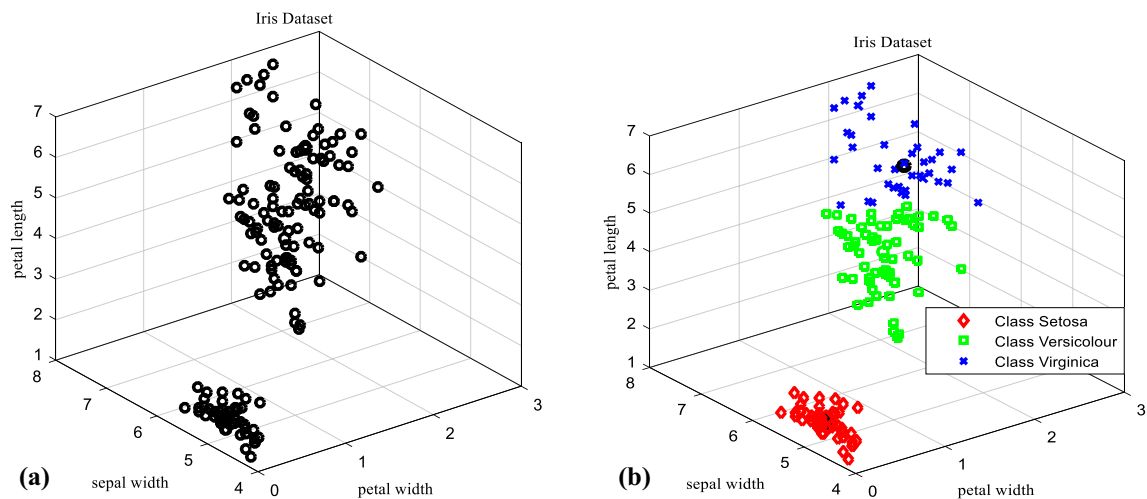 Iris Dataset
7
6
5
4
3
2
1
petal length
8
7
6
5
4
sepal width
0
1
2
3
petal width
(a)
Iris Dataset
7
6
5
4
3
2
1
petal length
8
7
6
5
4
sepal width
0
1
2
3
petal width
Class Setosa
Class Versicolour
Class Virginica
(b)